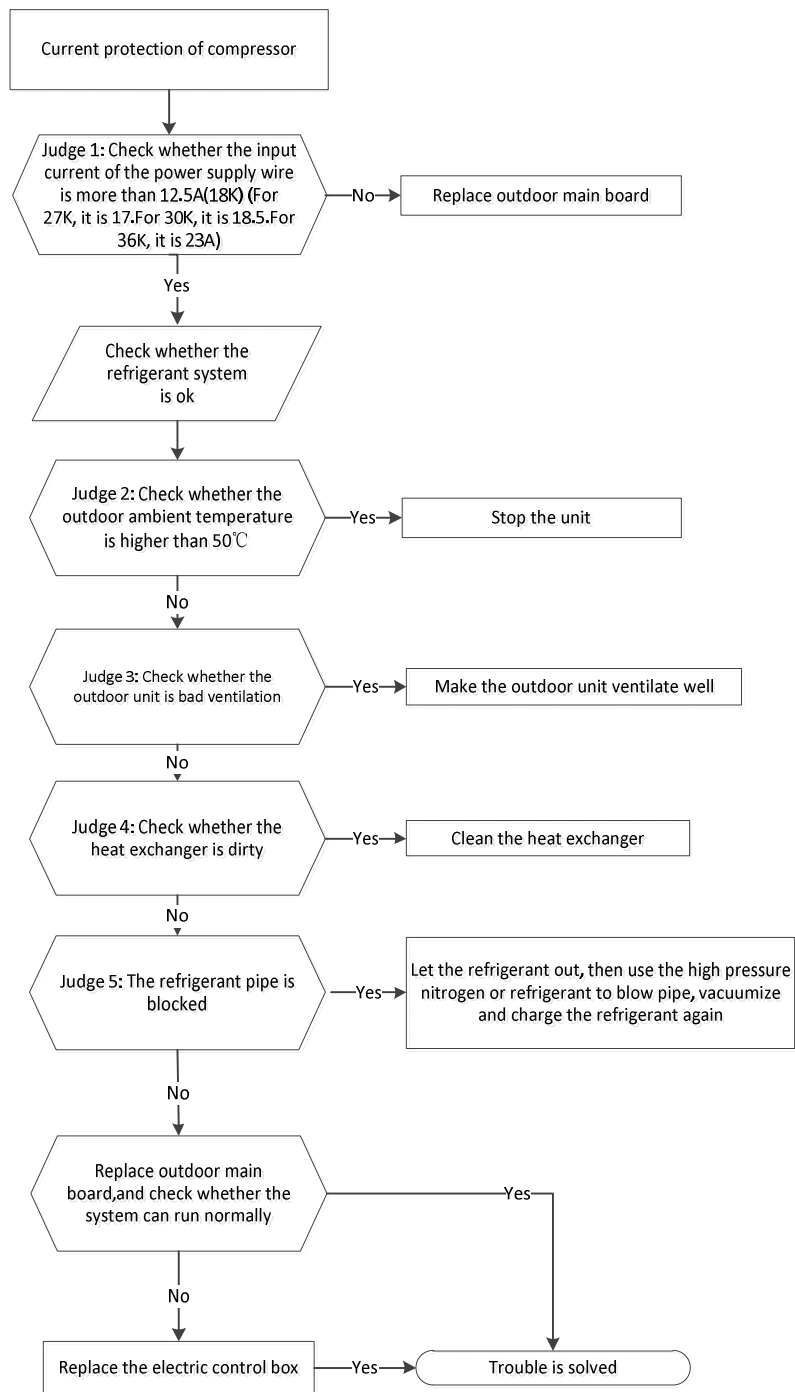 Current protection of compressor
Judge 1: Check whether the input
current of the power supply wire
is more than 12.5A(18K) (For
27K, it is 17.For 30K, it is 18.5.For
36K, it is 23A)
No
Replace outdoor main board
Yes
Check whether the
refrigerant system
is ok
Judge 2: Check whether the
outdoor ambient temperature
is higher than 50℃
Yes
Stop the unit
No
Judge 3: Check whether the
outdoor unit is bad ventilation
Yes
Make the outdoor unit ventilate well
No
Judge 4: Check whether the
heat exchanger is dirty
Yes
Clean the heat exchanger
No
Judge 5: The refrigerant pipe is
blocked
Yes
Let the refrigerant out, then use the high pressure
nitrogen or refrigerant to blow pipe, vacuumize
and charge the refrigerant again
No
Replace outdoor main
board,and check whether the
system can run normally
Yes
No
Replace the electric control box
Yes
Trouble is solved